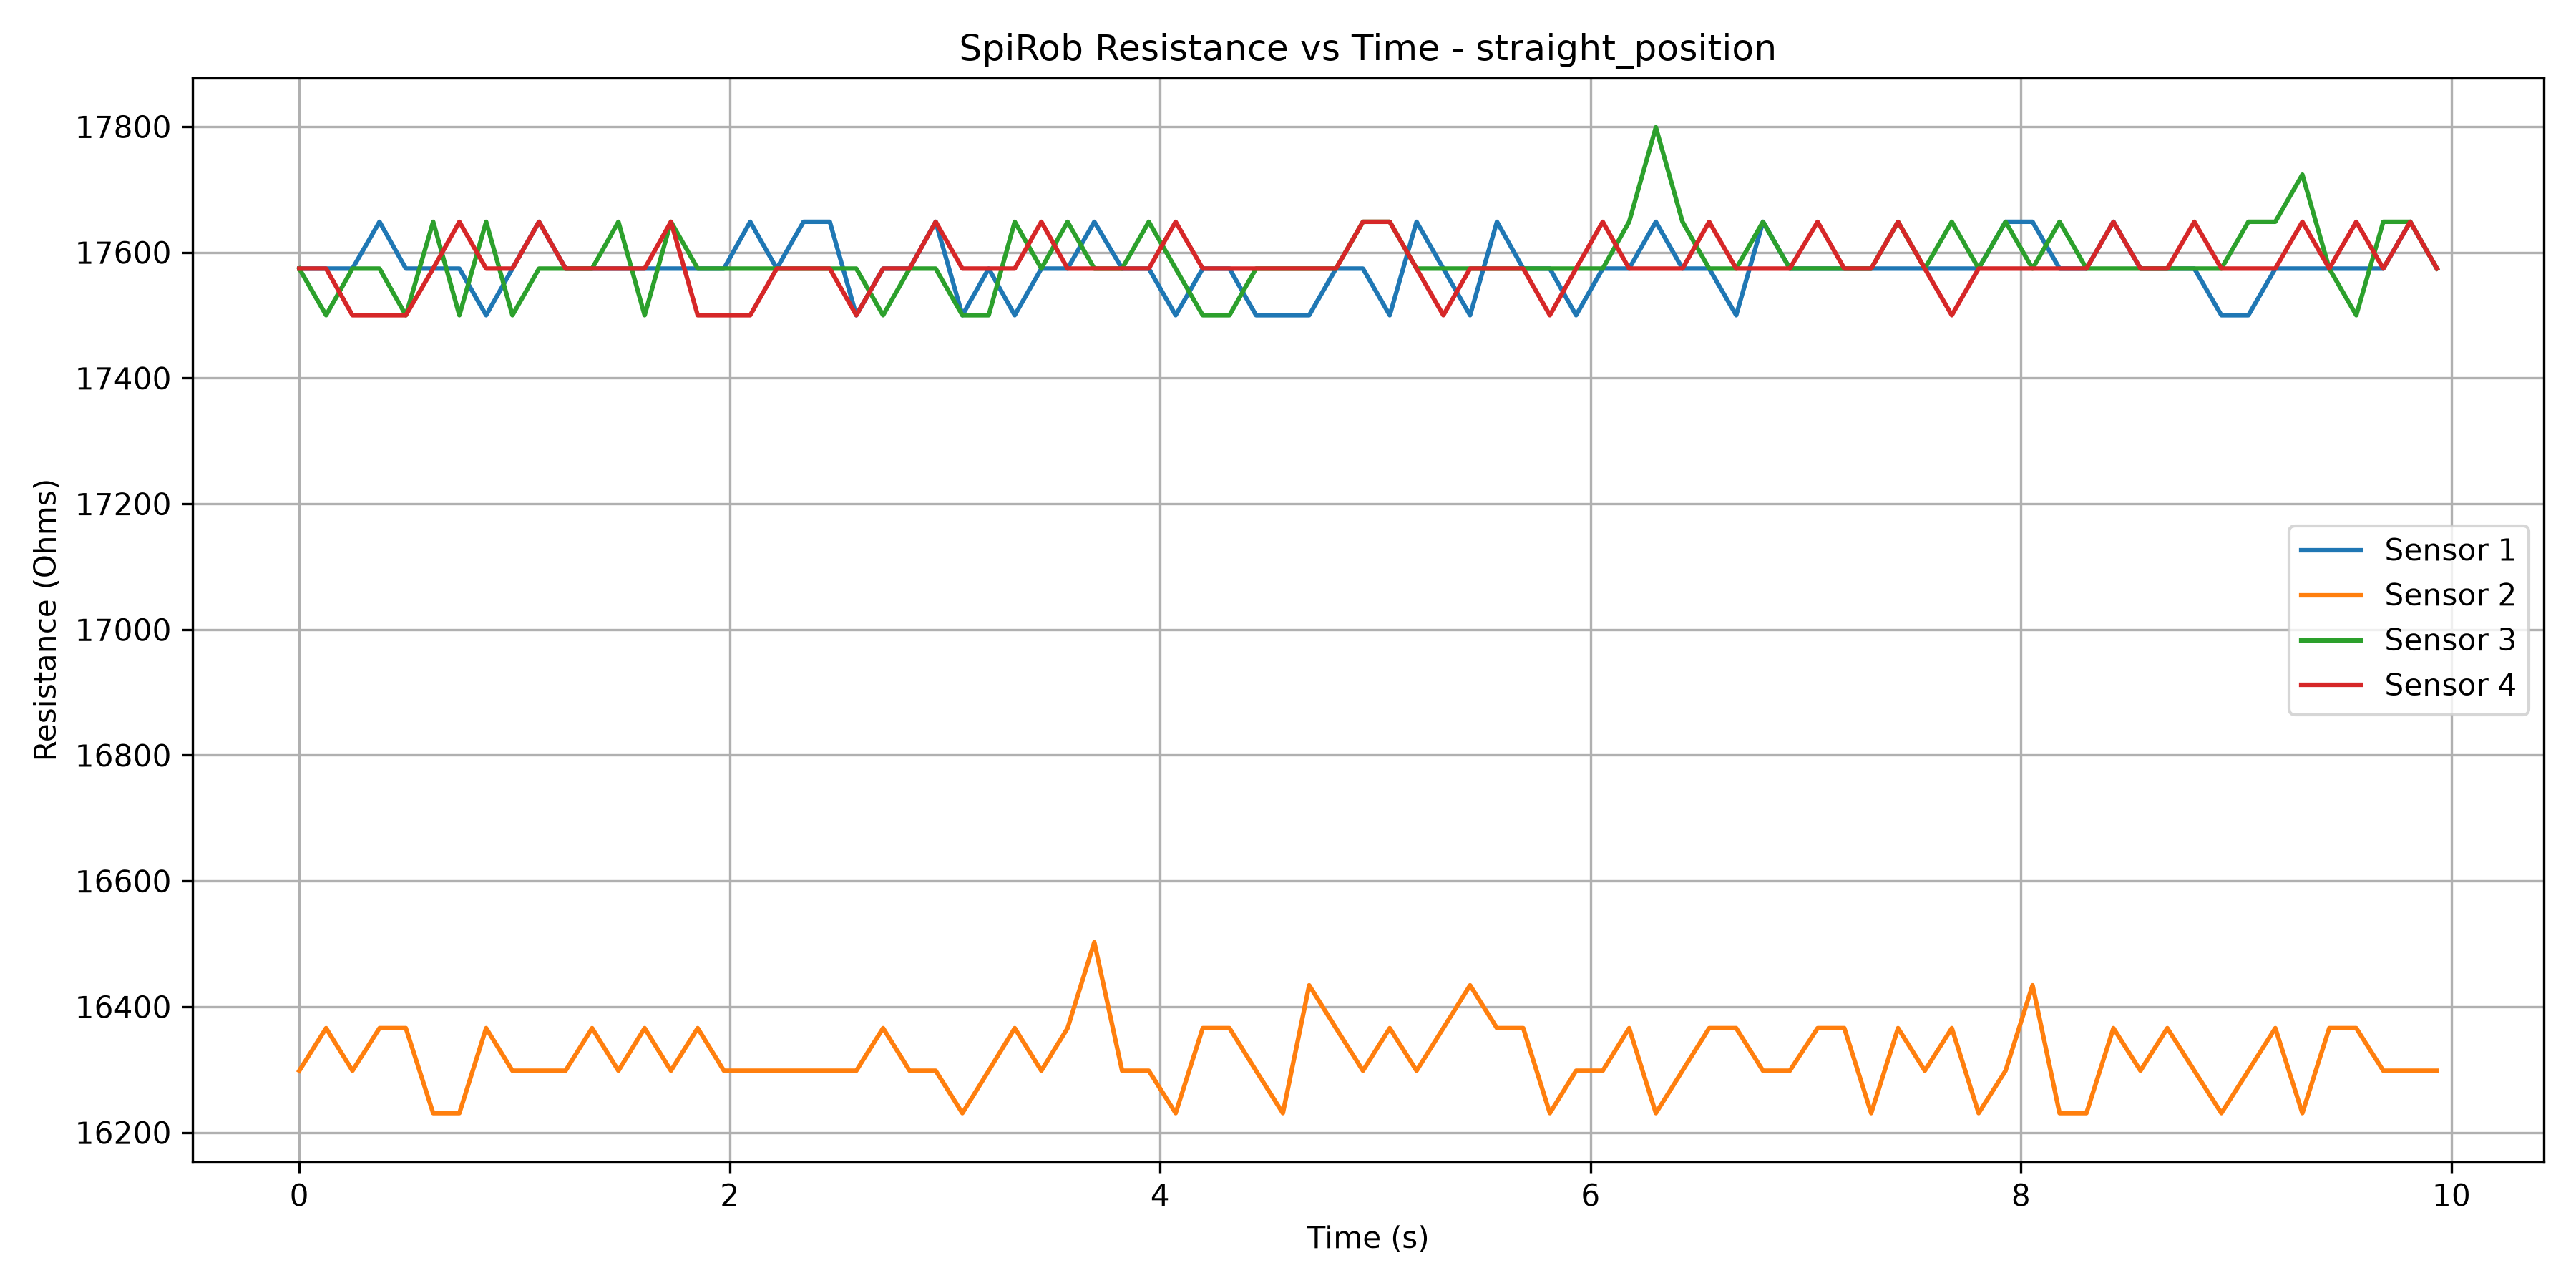 SpiRob Resistance vs Time - straight_position
Resistance (Ohms)
17800
17600
17400
17200
17000
16800
16600
16400
16200
Sensor 1
Sensor 2
Sensor 3
Sensor 4
0 2 4 6 8 10
Time (s)